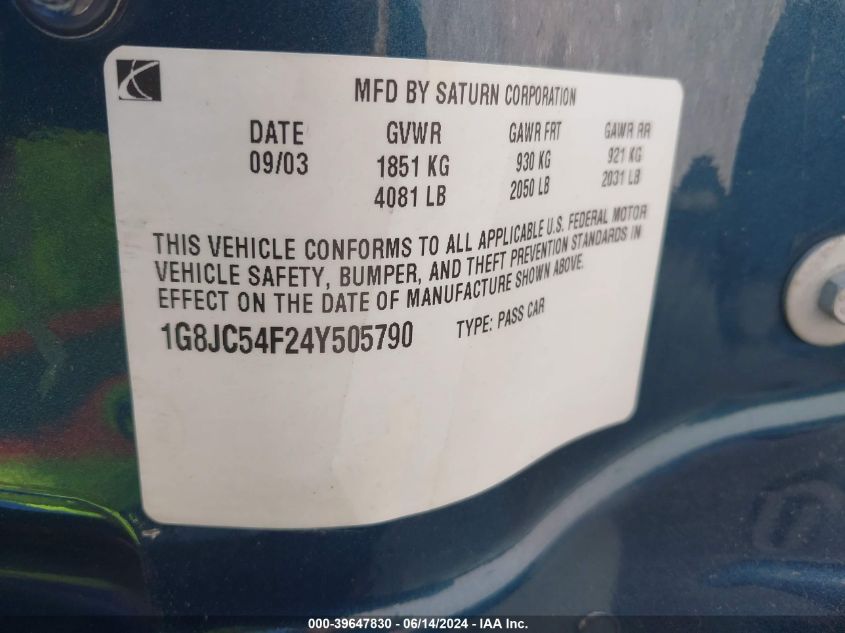 MFD BY SATURN CORPORATION
DATE GVWR GAWR FRT GAWR RR
09/03 1851 KG 930 KG 921 KG
4081 LB 2050 LB 2031 LB
THIS VEHICLE CONFORMS TO ALL APPLICABLE U.S. FEDERAL MOTOR
VEHICLE SAFETY, BUMPER, AND THEFT PREVENTION STANDARDS IN
EFFECT ON THE DATE OF MANUFACTURE SHOWN ABOVE.
1G8JC54F24Y505790 TYPE: PASS CAR
000-39647830 - 06/14/2024 - IAA Inc.